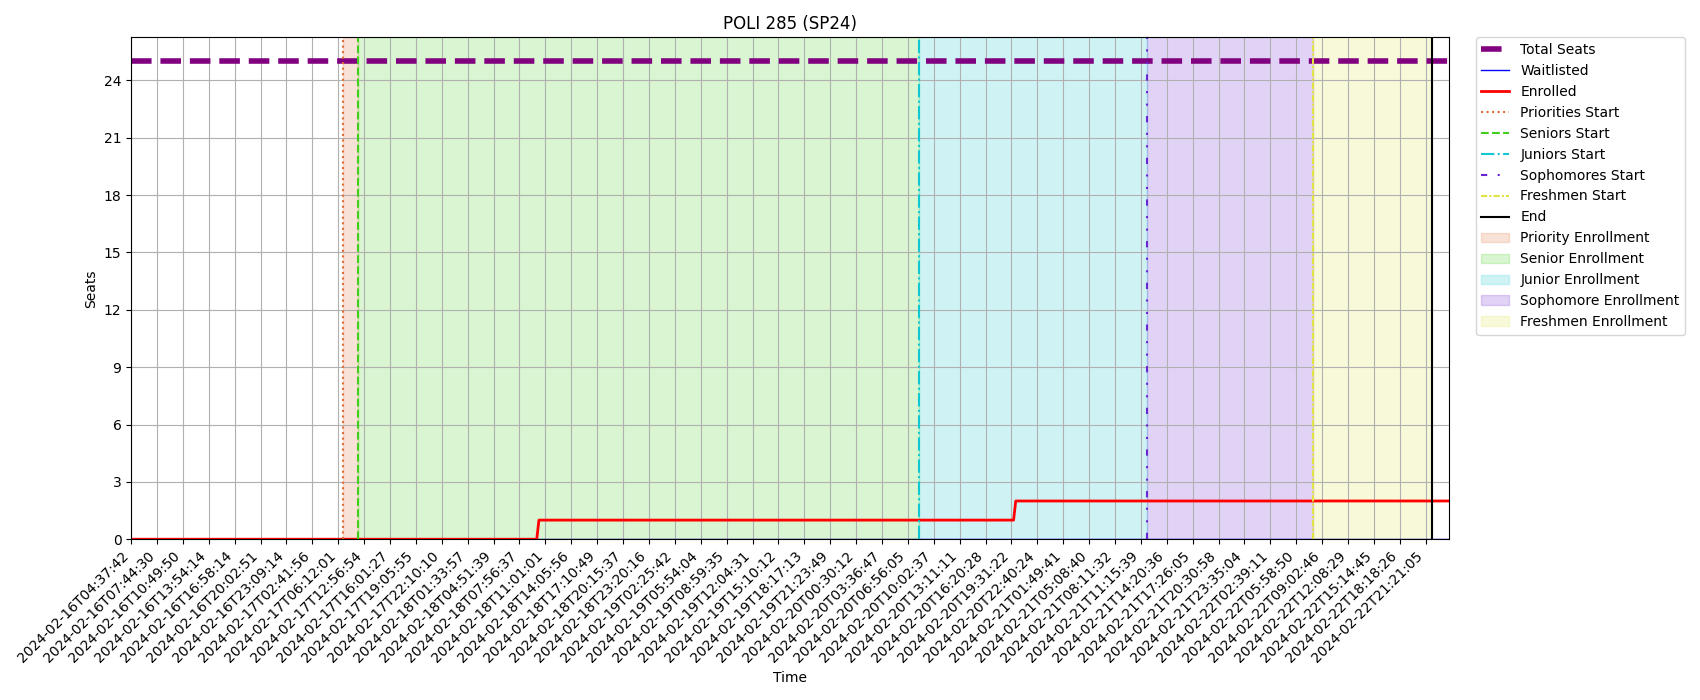 POLI 285 (SP24)
Seats
24
21
18
15
12
9
6
3
0
2024-02-16T04:37:42
2024-02-16T07:44:30
2024-02-16T10:49:50
2024-02-16T13:54:14
2024-02-16T16:58:14
2024-02-16T20:02:51
2024-02-16T23:09:14
2024-02-17T02:41:56
2024-02-17T06:12:01
2024-02-17T12:56:54
2024-02-17T16:01:27
2024-02-17T19:05:55
2024-02-17T22:10:10
2024-02-18T01:33:57
2024-02-18T04:51:39
2024-02-18T07:56:37
2024-02-18T11:01:01
2024-02-18T14:05:56
2024-02-18T17:10:49
2024-02-18T20:15:37
2024-02-18T23:20:16
2024-02-19T02:25:42
2024-02-19T05:54:04
2024-02-19T08:59:35
2024-02-19T12:04:31
2024-02-19T15:10:12
2024-02-19T18:17:13
2024-02-19T21:23:49
2024-02-20T00:30:12
2024-02-20T03:36:47
2024-02-20T06:56:05
2024-02-20T10:02:37
2024-02-20T13:11:11
2024-02-20T16:20:28
2024-02-20T19:31:22
2024-02-20T22:40:24
2024-02-21T01:49:41
2024-02-21T05:08:40
2024-02-21T08:11:32
2024-02-21T11:15:39
2024-02-21T14:20:36
2024-02-21T17:26:05
2024-02-21T20:30:58
2024-02-21T23:35:04
2024-02-22T02:39:11
2024-02-22T05:58:50
2024-02-22T09:02:46
2024-02-22T12:08:29
2024-02-22T15:14:45
2024-02-22T18:18:26
2024-02-22T21:21:05
Time
Total Seats
Waitlisted
Enrolled
Priorities Start
Seniors Start
Juniors Start
Sophomores Start
Freshmen Start
End
Priority Enrollment
Senior Enrollment
Junior Enrollment
Sophomore Enrollment
Freshmen Enrollment